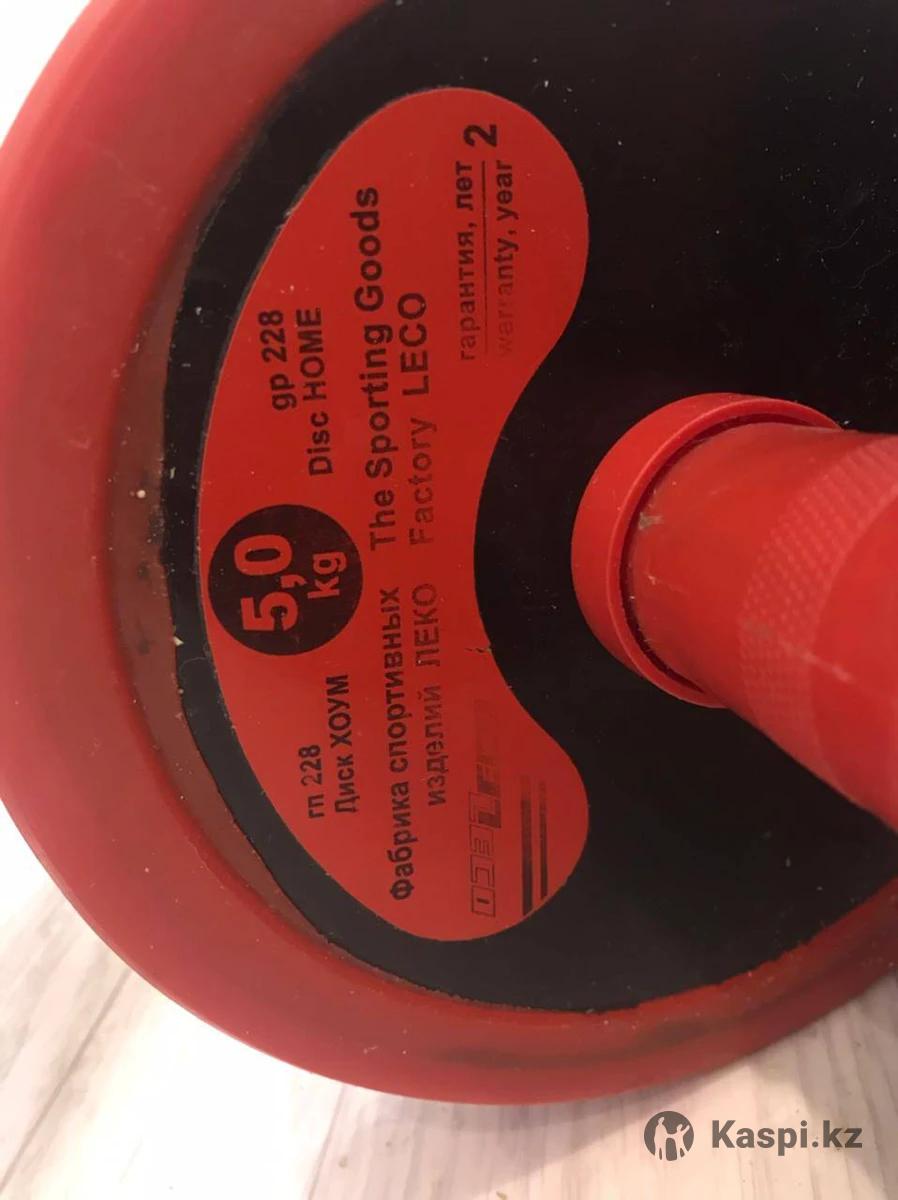 гп 228
Диск ХОУМ
5,0
kg
gp 228
Disc HOME
Фабрика спортивных
изделий ЛЕКО
The Sporting Goods
Factory LECO
гарантия, лет
warranty, year
2
Kaspi.kz